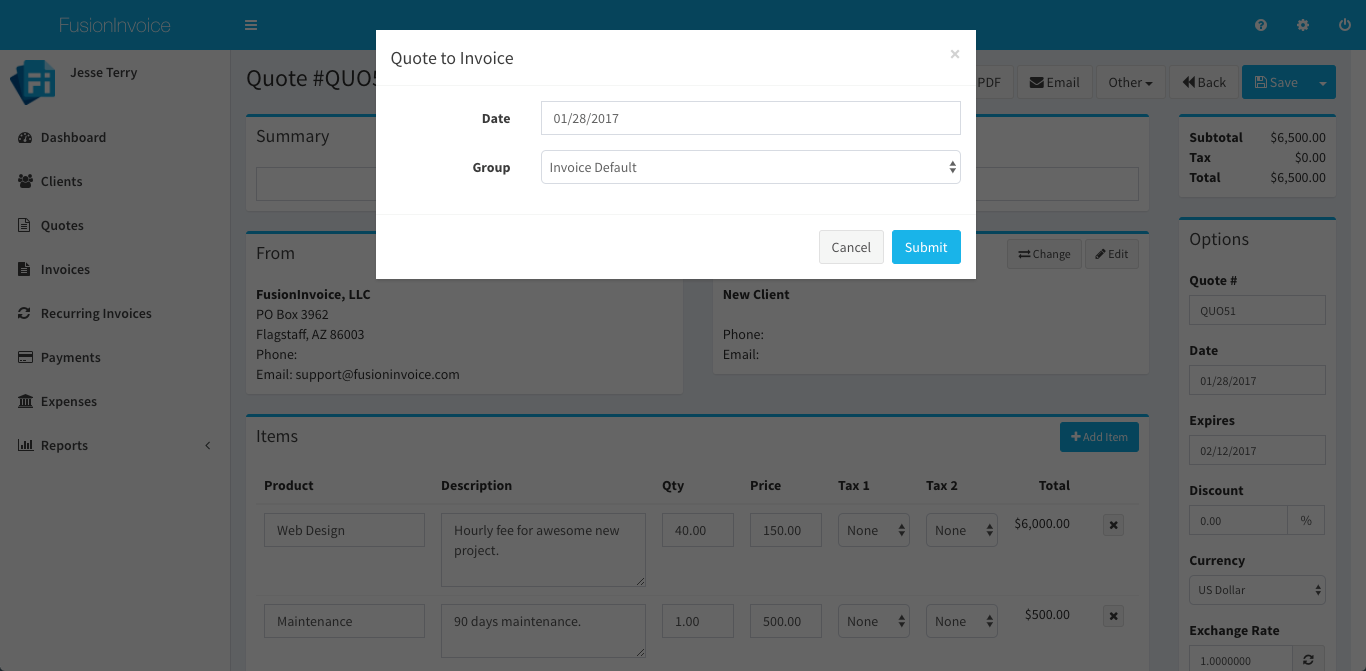 FusionInvoice
Jesse Terry
Dashboard
Clients
Quotes
Invoices
Recurring Invoices
Payments
Expenses
Reports
Quote to Invoice
×
Date
01/28/2017
Group
Invoice Default
Cancel
Submit
Quote #QUO5
PDF
Email
Other
Back
Save
Summary
From
Change
Edit
FusionInvoice, LLC
PO Box 3962
Flagstaff, AZ 86003
Phone:
Email: support@fusioninvoice.com
New Client
Phone:
Email:
Items
Add Item
Product Description Qty Price Tax 1 Tax 2 Total
Web Design
Hourly fee for awesome new
project.
40.00
150.00
None
None
$6,000.00
Maintenance
90 days maintenance.
1.00
500.00
None
None
$500.00
Subtotal $6,500.00
Tax $0.00
Total $6,500.00
Options
Quote #
QUO51
Date
01/28/2017
Expires
02/12/2017
Discount
0.00 %
Currency
US Dollar
Exchange Rate
1.0000000